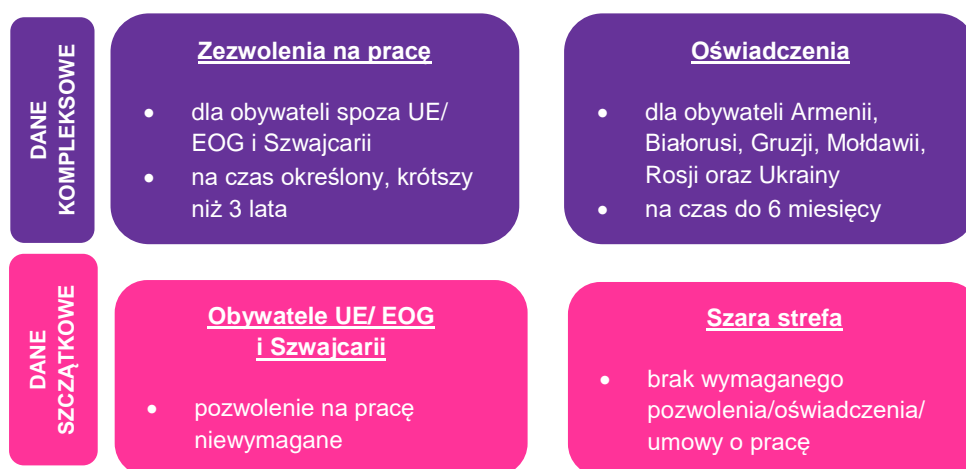 DANE
KOMPLEKSOWE
Zezwolenia na pracę
• dla obywateli spoza UE/
EOG i Szwajcarii
• na czas określony, krótszy
niż 3 lata
Oświadczenia
• dla obywateli Armenii,
Białorusi, Gruzji, Mołdawii,
Rosji oraz Ukrainy
• na czas do 6 miesięcy
DANE
SZCZĄTKOWE
Obywatele UE/ EOG
i Szwajcarii
• pozwolenie na pracę
niewymagane
Szara strefa
• brak wymaganego
pozwolenia/oświadczenia/
umowy o pracę